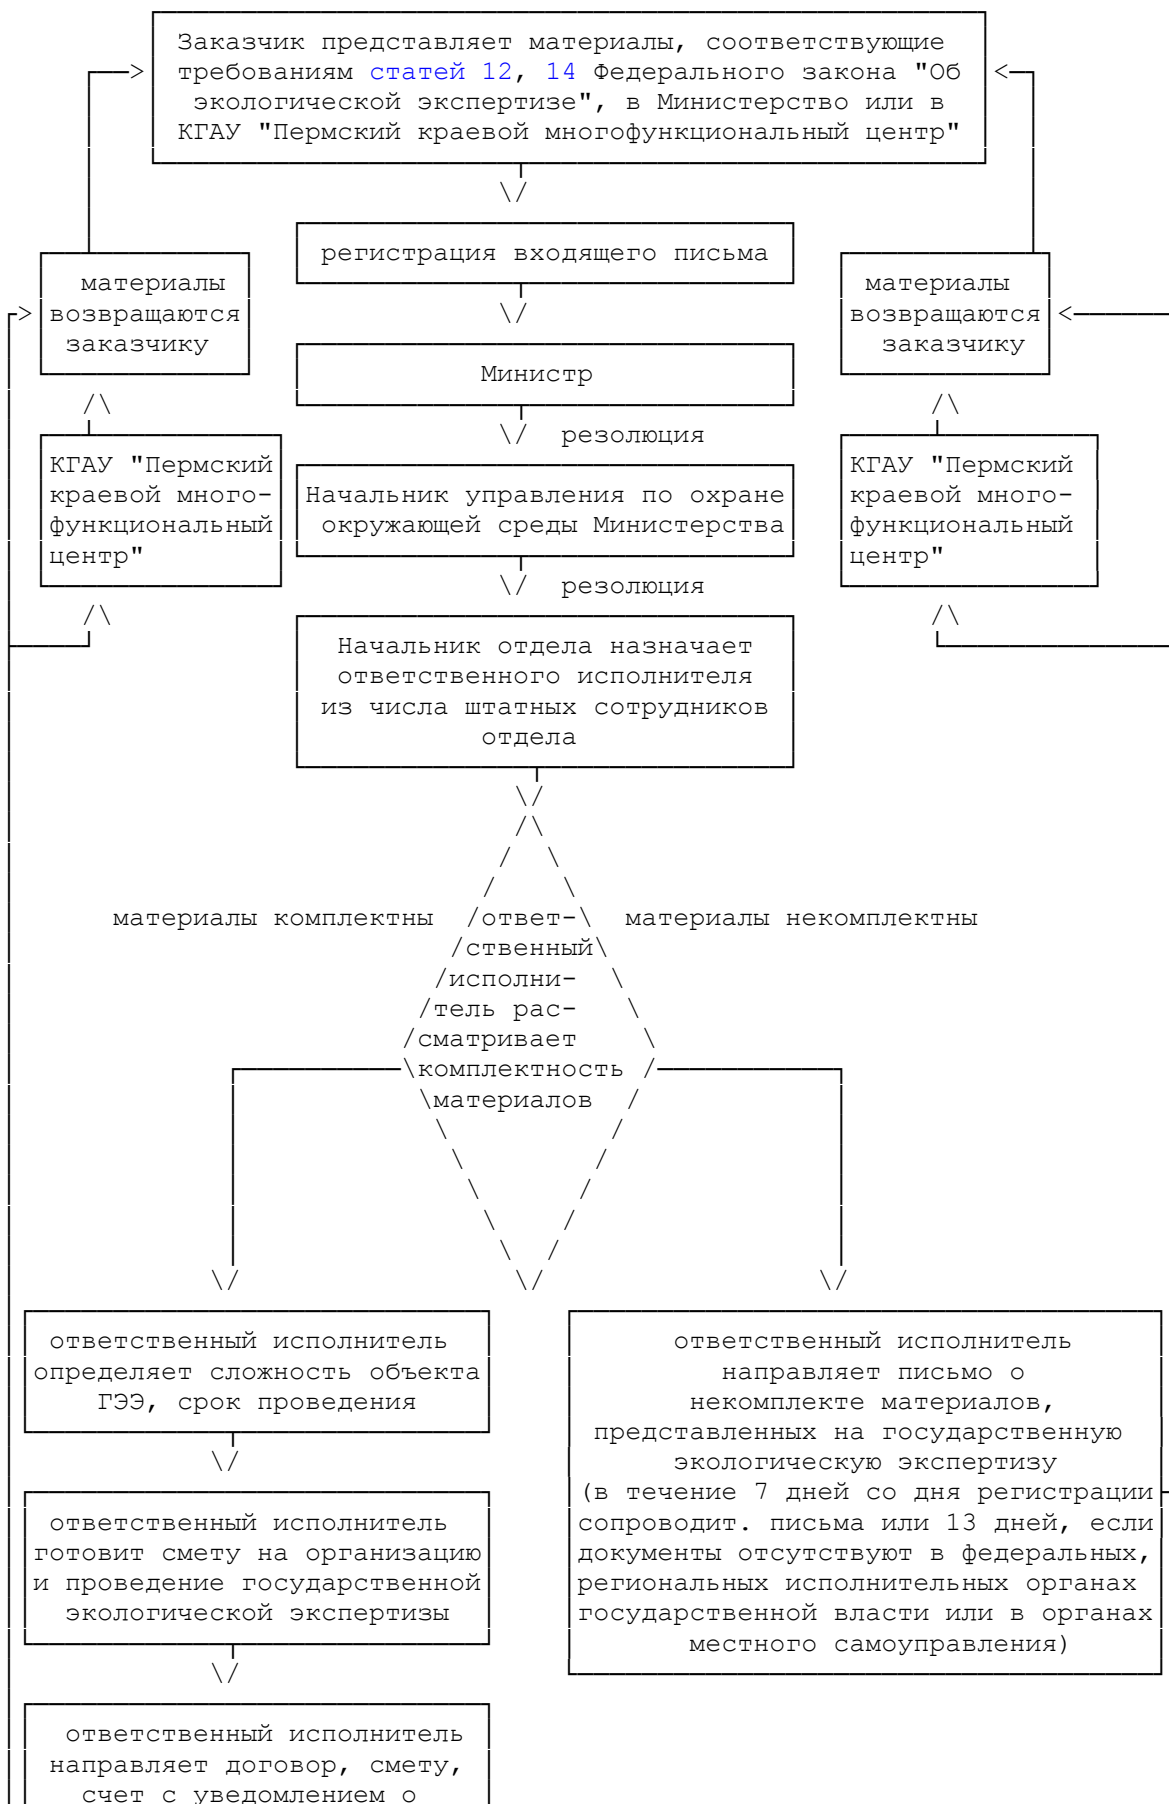 Заказчик представляет материалы, соответствующие
требованиям статей 12, 14 Федерального закона "Об
экологической экспертизе", в Министерство или в
КГАУ "Пермский краевой многофункциональный центр"
регистрация входящего письма
материалы
возвращаются
заказчику
материалы
возвращаются
заказчику
Министр
резолюция
КГАУ "Пермский
краевой много-
функциональный
центр"
Начальник управления по охране
окружающей среды Министерства
КГАУ "Пермский
краевой много-
функциональный
центр"
резолюция
Начальник отдела назначает
ответственного исполнителя
из числа штатных сотрудников
отдела
материалы комплектны
ответ-
ственный
исполни-
тель рас-
сматривает
комплектность
материалов
материалы некомплектны
ответственный исполнитель
определяет сложность объекта
ГЭЭ, срок проведения
ответственный исполнитель
готовит смету на организацию
и проведение государственной
экологической экспертизы
ответственный исполнитель
направляет письмо о
некомплекте материалов,
представленных на государственную
экологическую экспертизу
(в течение 7 дней со дня регистрации
сопроводит. письма или 13 дней, если
документы отсутствуют в федеральных,
региональных исполнительных органах
государственной власти или в органах
местного самоуправления)
ответственный исполнитель
направляет договор, смету,
счет с уведомлением о